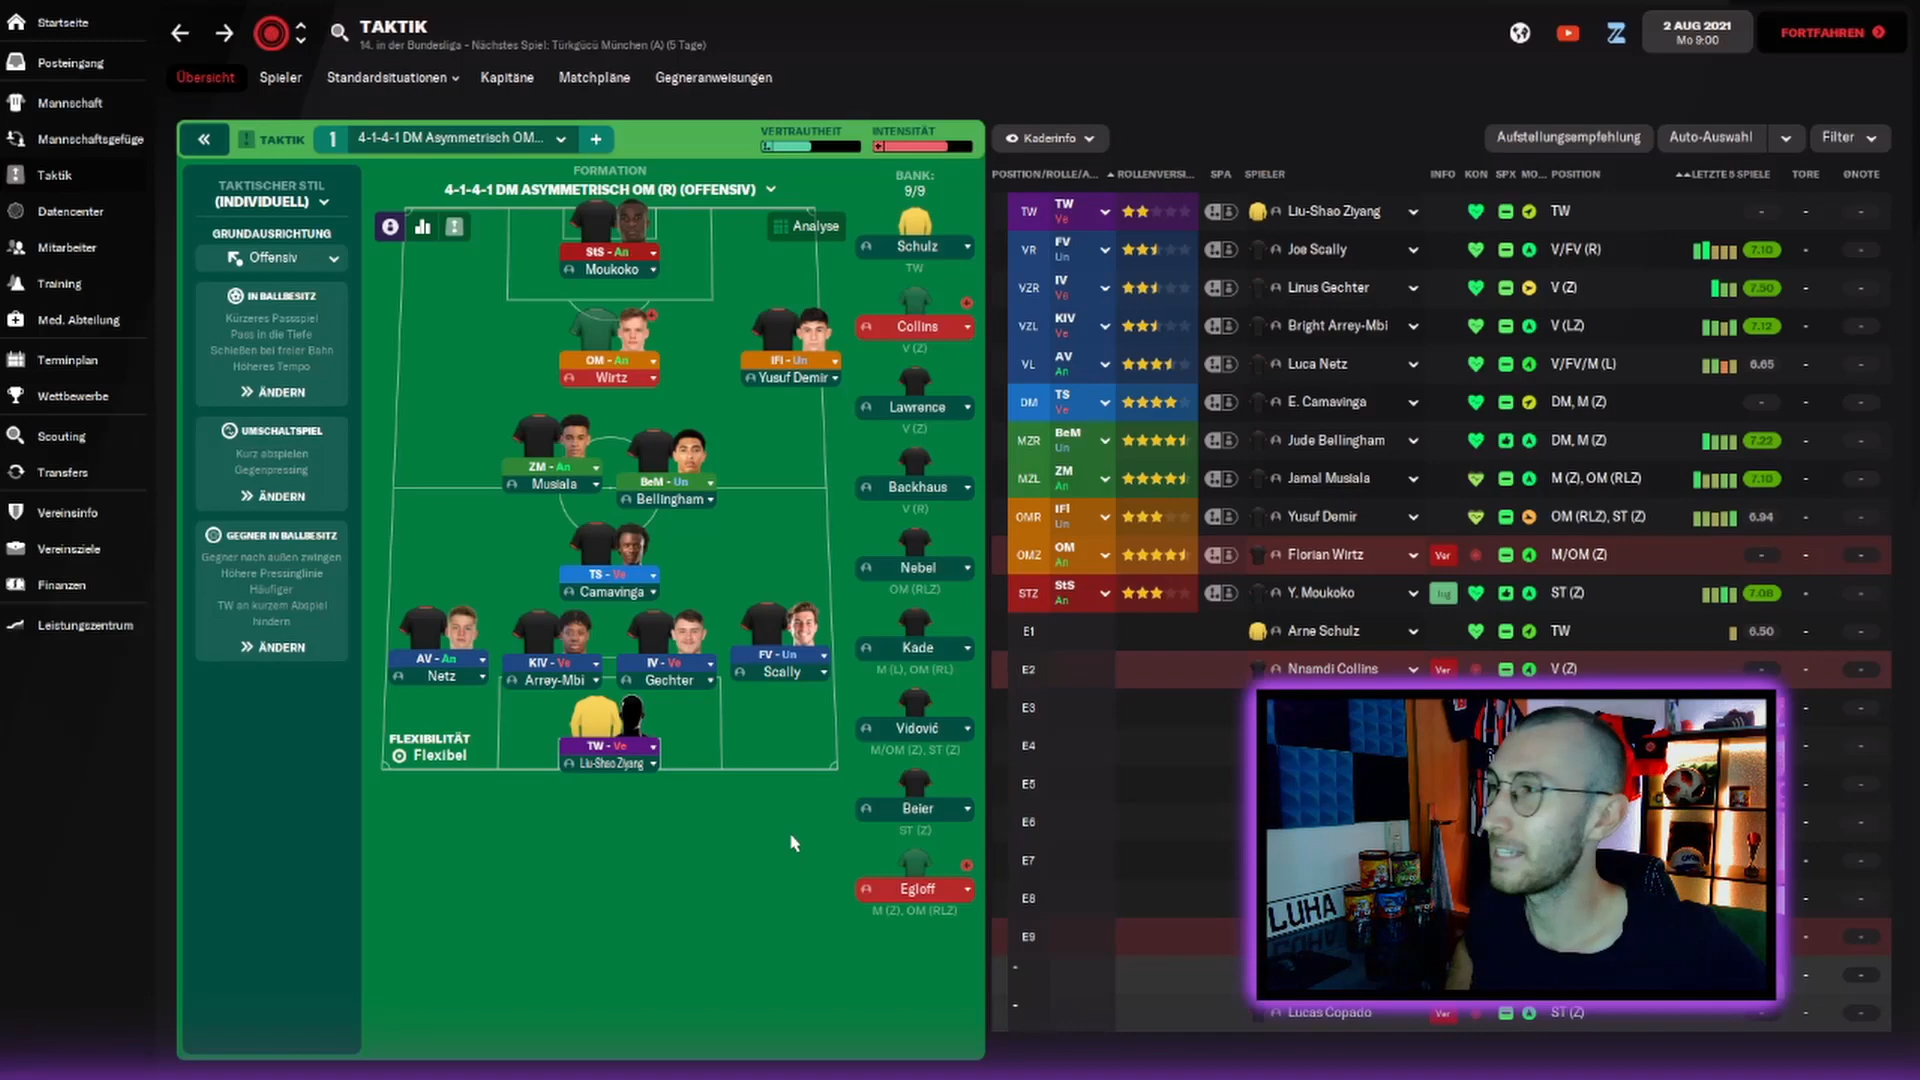 Startseite
Posteingang
Mannschaft
Mannschaftsgefüge
Taktik
Datencenter
Mitarbeiter
Training
Med. Abteilung
Terminplan
Wettbewerbe
Scouting
Transfers
Vereinsinfo
Vereinsziele
Finanzen
Leistungszentrum
TAKTIK
14. in der Bundesliga - Nächstes Spiel: Türkgücü München (A) (5 Tage)
2 AUG 2021
Mo 9:00
FORTFAHREN
Übersicht Spieler Standardsituationen Kapitäne Matchpläne Gegneranweisungen
TAKTIK 1 4-1-4-1 DM Asymmetrisch OM... +
VERTRAUTHEIT INTENSITÄT
TAKTISCHER STIL
(INDIVIDUELL)
GRUNDAUSRICHTUNG
Offensiv
IN BALLBESITZ
Kürzeres Passspiel
Pass in die Tiefe
Schießen bei freier Bahn
Höheres Tempo
ÄNDERN
UMSCHALTSPIEL
Kurz abspielen
Gegenpressing
ÄNDERN
GEGNER IN BALLBESITZ
Gegner nach außen zwingen
Höhere Pressinglinie
Häufiger
TW an kurzem Abspiel
hindern
ÄNDERN
FORMATION
4-1-4-1 DM ASYMMETRISCH OM (R) (OFFENSIV)
Analyse
StS - An
Moukoko
OM - An
Wirtz
IFl - Un
Yusuf Demir
ZM - An
Musiala
BeM - Un
Bellingham
TS - Ve
Camavinga
AV - An
Netz
KIV - Ve
Arrey-Mbi
IV - Ve
Gechter
FV - Un
Scally
TW - Ve
Liu-Shao Ziyang
FLEXIBILITÄT
Flexibel
BANK:
9/9
Schulz
TW
Collins
V (Z)
Lawrence
V (Z)
Backhaus
V (R)
Nebel
OM (RLZ)
Kade
M (L), OM (RL)
Vidović
M/OM (Z), ST (Z)
Beier
ST (Z)
Egloff
M (Z), OM (RLZ)
Kaderinfo
Aufstellungsempfehlung Auto-Auswahl Filter
POSITION/ROLLE/A... ROLLENVERSI... SPA SPIELER INFO KON SPX MO... POSITION LETZTE 5 SPIELE TORE ØNOTE
TW TW Ve Liu-Shao Ziyang TW - - -
VR FV Un Joe Scally V/FV (R) 7.10 - -
VZR IV Ve Linus Gechter V (Z) 7.50 - -
VZL KIV Ve Bright Arrey-Mbi V (LZ) 7.12 - -
VL AV An Luca Netz V/FV/M (L) 6.65 - -
DM TS Ve E. Camavinga DM, M (Z) - - -
MZR BeM Un Jude Bellingham DM, M (Z) 7.22 - -
MZL ZM An Jamal Musiala M (Z), OM (RLZ) 7.10 - -
OMR IFl Un Yusuf Demir OM (RLZ), ST (Z) 6.94 - -
OMZ OM An Florian Wirtz Ver M/OM (Z) - - -
STZ StS An Y. Moukoko Jug ST (Z) 7.08 - -
E1 Arne Schulz TW 6.50 - -
E2 Nnamdi Collins Ver V (Z) - - -
E3
E4
E5
E6
E7
E8
E9
Lucas Copado Ver ST (Z) - -
LUHA